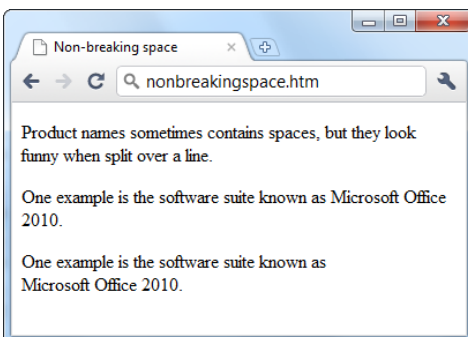 Non-breaking space
nonbreakingspace.htm
Product names sometimes contains spaces, but they look
funny when split over a line.
One example is the software suite known as Microsoft Office
2010.
One example is the software suite known as
Microsoft Office 2010.